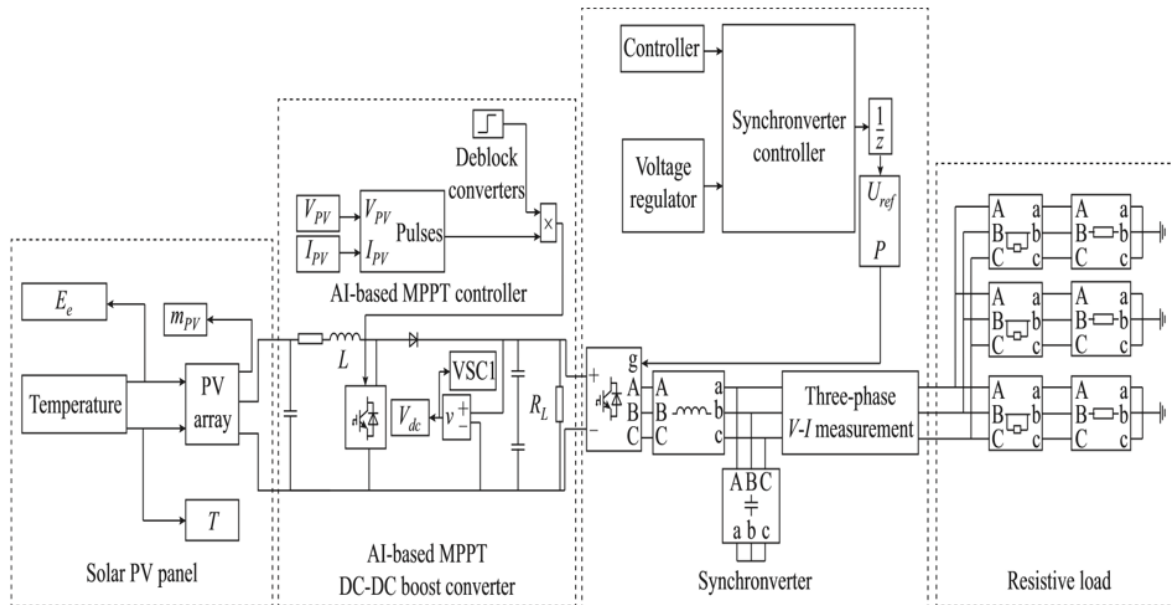 E_e
m_PV
Temperature
PV
array
T
Solar PV panel
Deblock
converters
V_PV
I_PV
V_PV
I_PV
Pulses
×
AI-based MPPT controller
L
VSC1
V_dc
v
+
−
R_L
AI-based MPPT
DC-DC boost converter
Controller
Voltage
regulator
Synchronverter
controller
1
z
U_ref
P
g
+
−
A
B
C
A
B
C
a
b
c
A B C
a b c
Three-phase
V-I measurement
Synchronverter
A a
B b
C c
A a
B b
C c
A a
B b
C c
A a
B b
C c
A a
B b
C c
A a
B b
C c
Resistive load